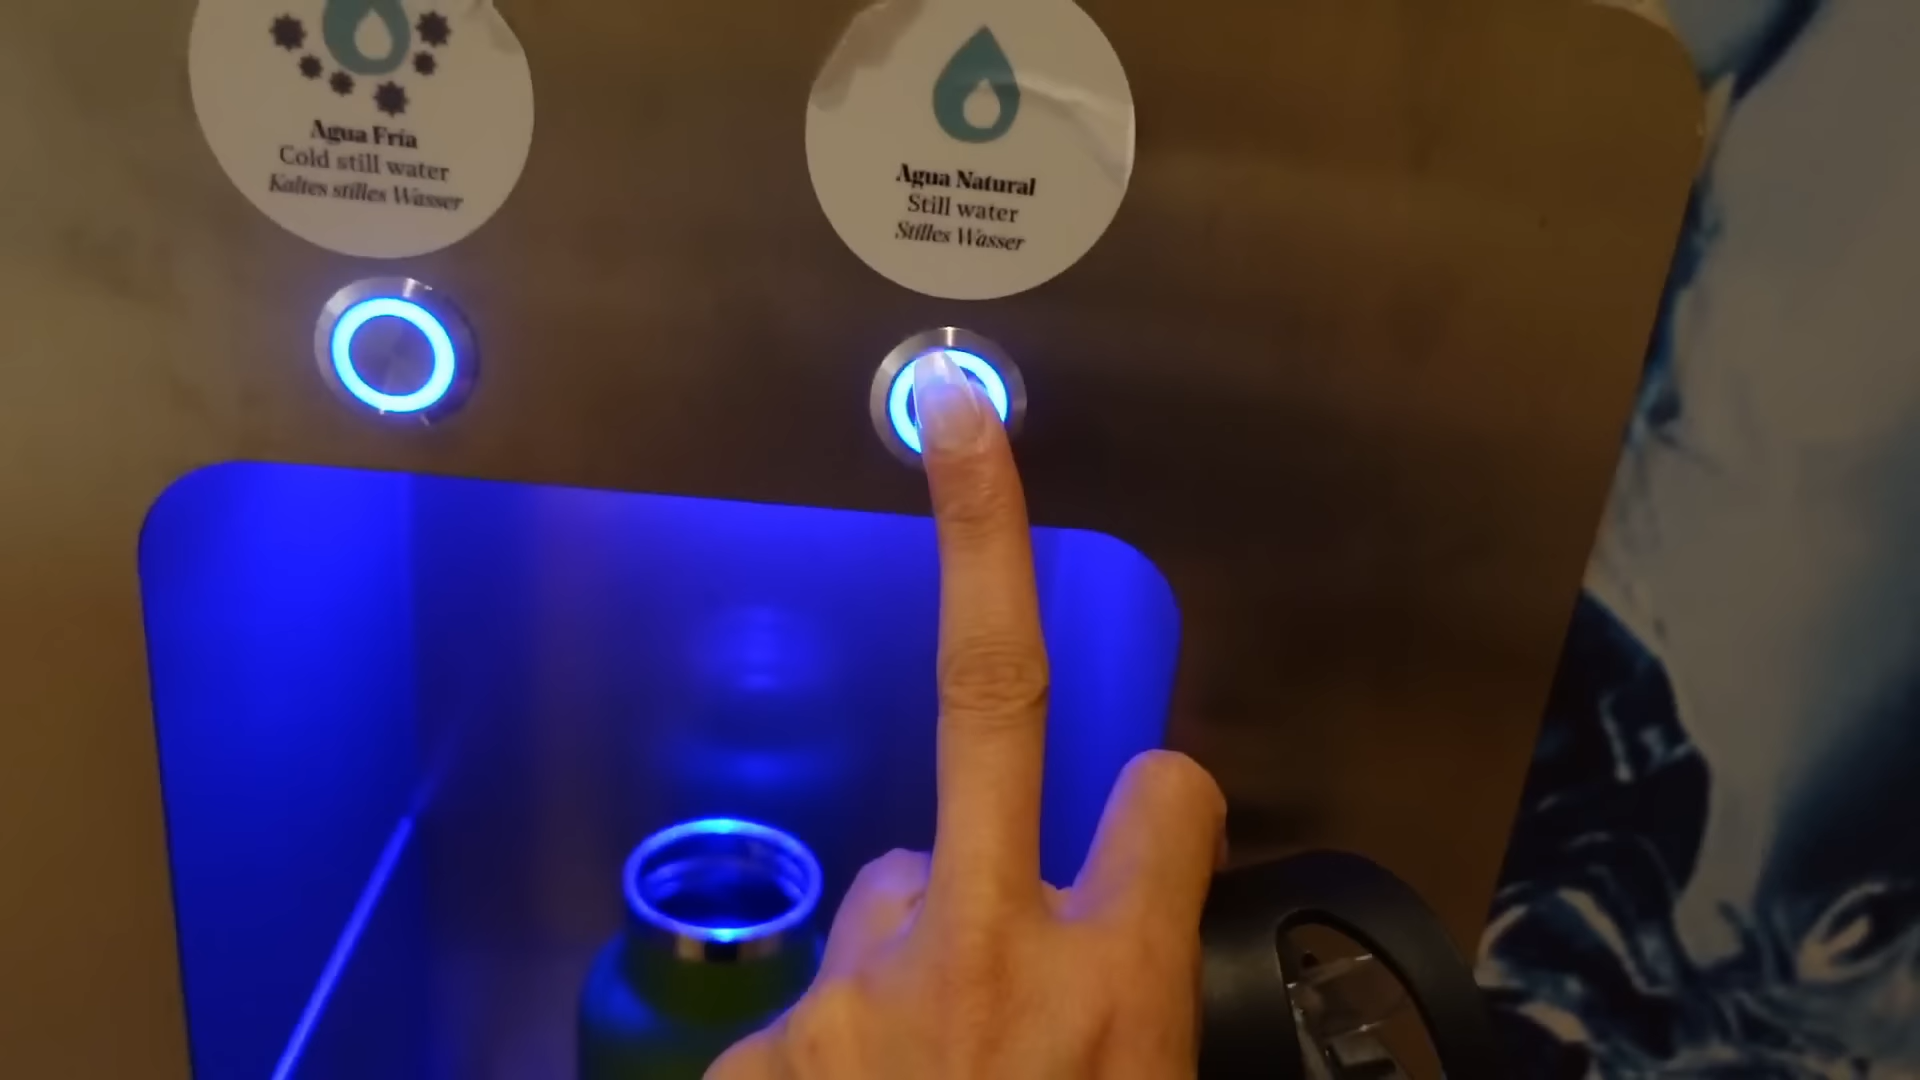 Agua Fría
Cold still water
Kaltes stilles Wasser
Agua Natural
Still water
Stilles Wasser